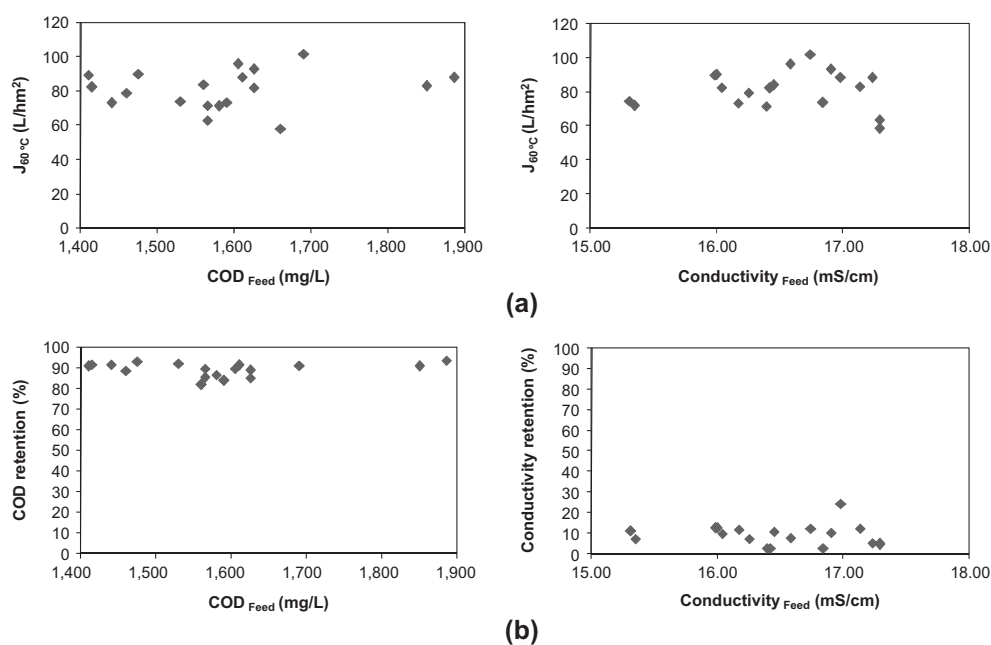 120
100
80
60
40
20
0
J60 ºC (L/hm²)
1,400 1,500 1,600 1,700 1,800 1,900
COD Feed (mg/L)
120
100
80
60
40
20
0
J60 ºC (L/hm²)
15.00 16.00 17.00 18.00
Conductivity Feed (mS/cm)
(a)
100
90
80
70
60
50
40
30
20
10
0
COD retention (%)
1,400 1,500 1,600 1,700 1,800 1,900
COD Feed (mg/L)
100
90
80
70
60
50
40
30
20
10
0
Conductivity retention (%)
15.00 16.00 17.00 18.00
Conductivity Feed (mS/cm)
(b)